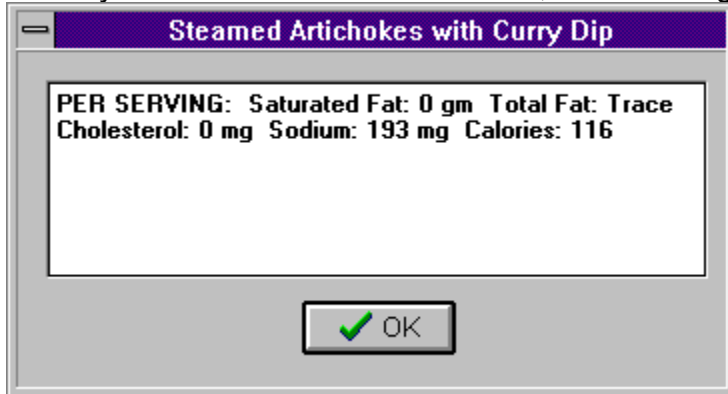 Steamed Artichokes with Curry Dip
PER SERVING:  Saturated Fat: 0 gm  Total Fat: Trace
Cholesterol: 0 mg  Sodium: 193 mg  Calories: 116
OK